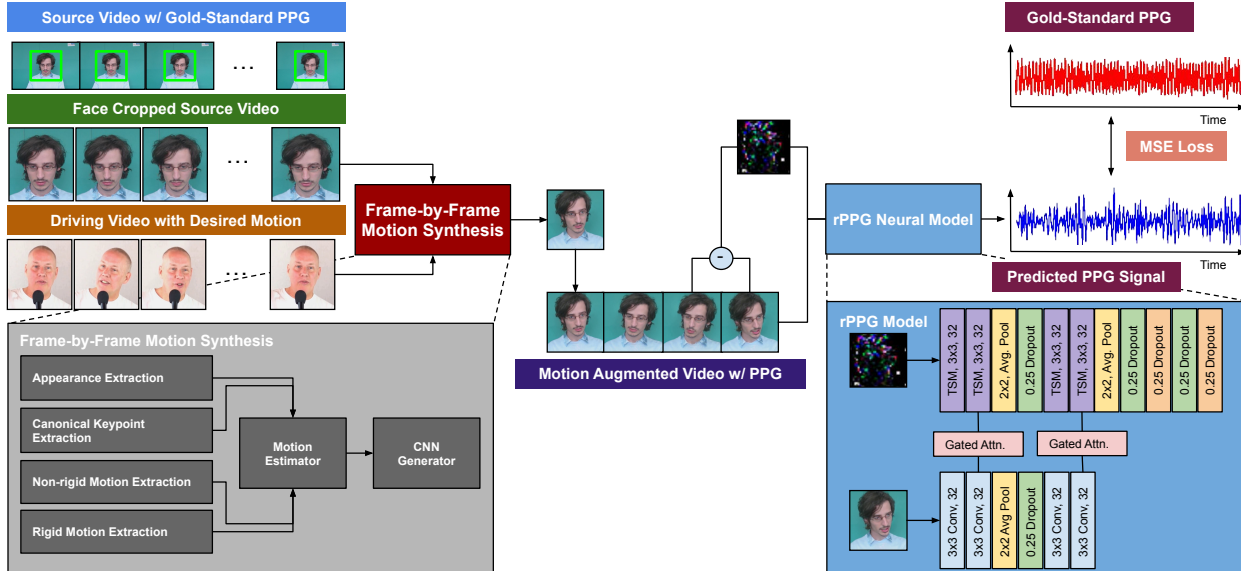 Source Video w/ Gold-Standard PPG
...
Face Cropped Source Video
...
Driving Video with Desired Motion
...
Frame-by-Frame
Motion Synthesis
-
Motion Augmented Video w/ PPG
rPPG Neural Model
Gold-Standard PPG
Time
MSE Loss
Time
Predicted PPG Signal
Frame-by-Frame Motion Synthesis
Appearance Extraction
Canonical Keypoint
Extraction
Non-rigid Motion Extraction
Rigid Motion Extraction
Motion
Estimator
CNN
Generator
rPPG Model
TSM, 3x3, 32
TSM, 3x3, 32
2x2, Avg. Pool
0.25 Dropout
TSM, 3x3, 32
TSM, 3x3, 32
2x2, Avg. Pool
0.25 Dropout
0.25 Dropout
0.25 Dropout
0.25 Dropout
Gated Attn.
Gated Attn.
3x3 Conv, 32
3x3 Conv, 32
2x2 Avg Pool
0.25 Dropout
3x3 Conv, 32
3x3 Conv, 32